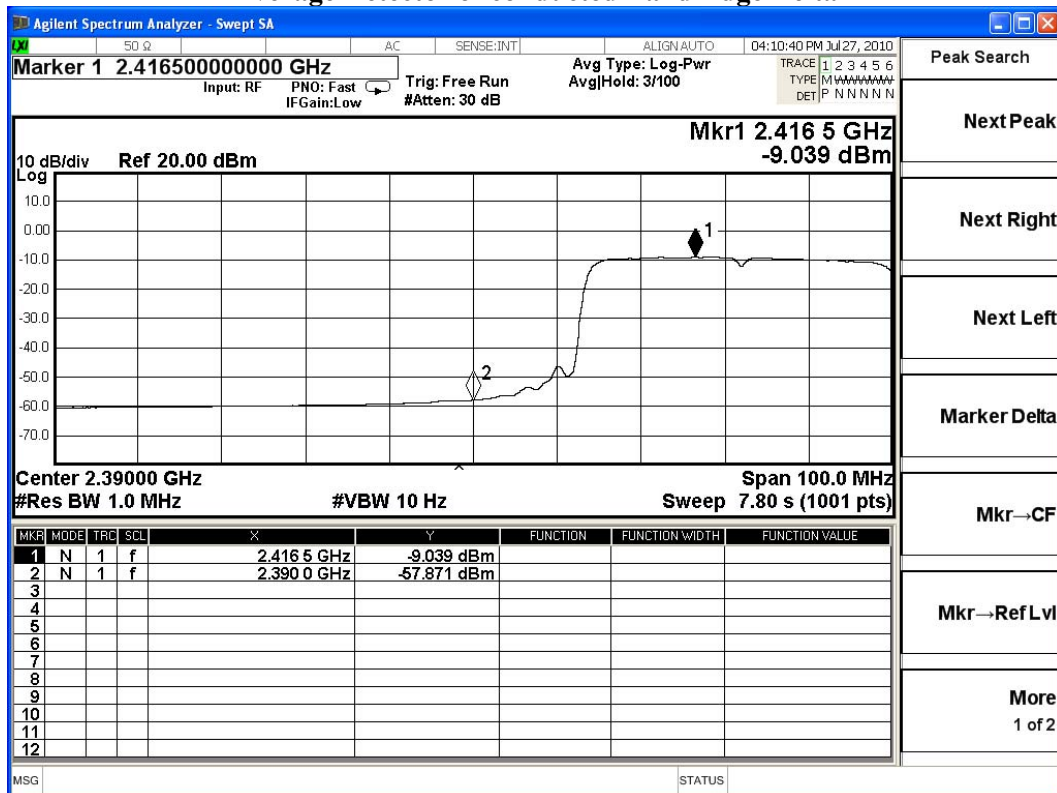 Agilent Spectrum Analyzer - Swept SA
LXI 50 Ω AC SENSE:INT ALIGN AUTO 04:10:40 PM Jul 27, 2010
Marker 1 2.416500000000 GHz
Input: RF PNO: Fast IFGain:Low
Trig: Free Run #Atten: 30 dB
Avg Type: Log-Pwr Avg|Hold: 3/100
TRACE 1 2 3 4 5 6
TYPE M WWWWW
DET P N N N N N
Mkr1 2.416 5 GHz
-9.039 dBm
10 dB/div Ref 20.00 dBm
Log
10.0
0.00
-10.0
-20.0
-30.0
-40.0
-50.0
-60.0
-70.0
1
2
Center 2.39000 GHz Span 100.0 MHz
#Res BW 1.0 MHz #VBW 10 Hz Sweep 7.80 s (1001 pts)
MKR MODE TRC SCL X Y FUNCTION FUNCTION WIDTH FUNCTION VALUE
1 N 1 f 2.416 5 GHz -9.039 dBm
2 N 1 f 2.390 0 GHz -57.871 dBm
3
4
5
6
7
8
9
10
11
12
MSG STATUS
Peak Search
Next Peak
Next Right
Next Left
Marker Delta
Mkr→CF
Mkr→Ref Lvl
More
1 of 2